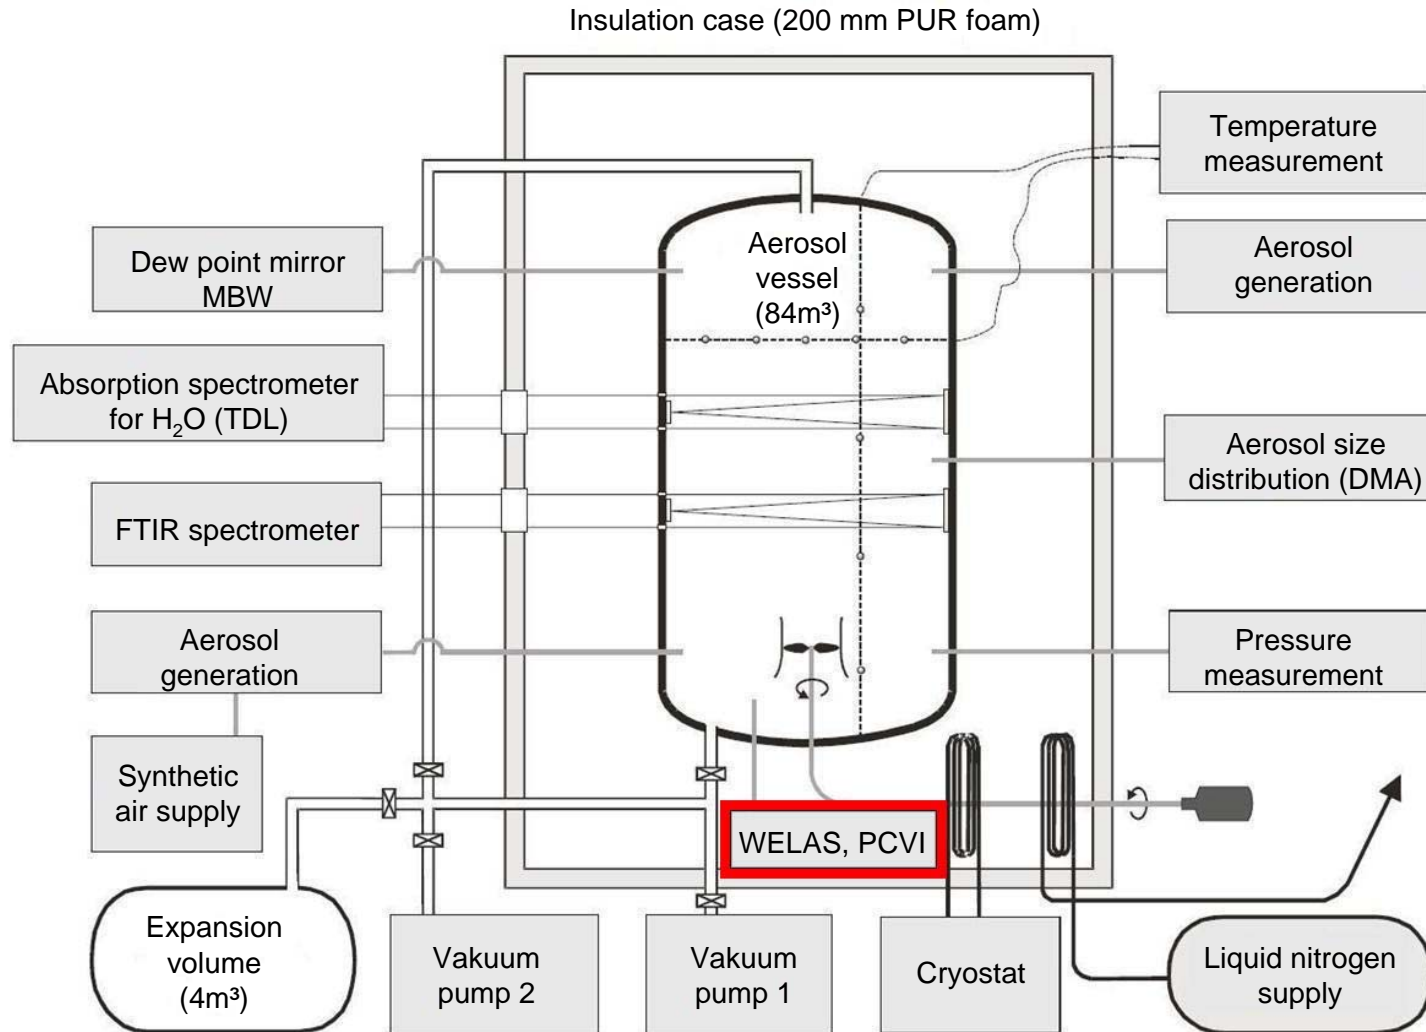 Insulation case (200 mm PUR foam)
Temperature
measurement
Dew point mirror
MBW
Aerosol
vessel
(84m³)
Aerosol
generation
Absorption spectrometer
for H₂O (TDL)
Aerosol size
distribution (DMA)
FTIR spectrometer
Aerosol
generation
Pressure
measurement
Synthetic
air supply
WELAS, PCVI
Expansion
volume
(4m³)
Vakuum
pump 2
Vakuum
pump 1
Cryostat
Liquid nitrogen
supply